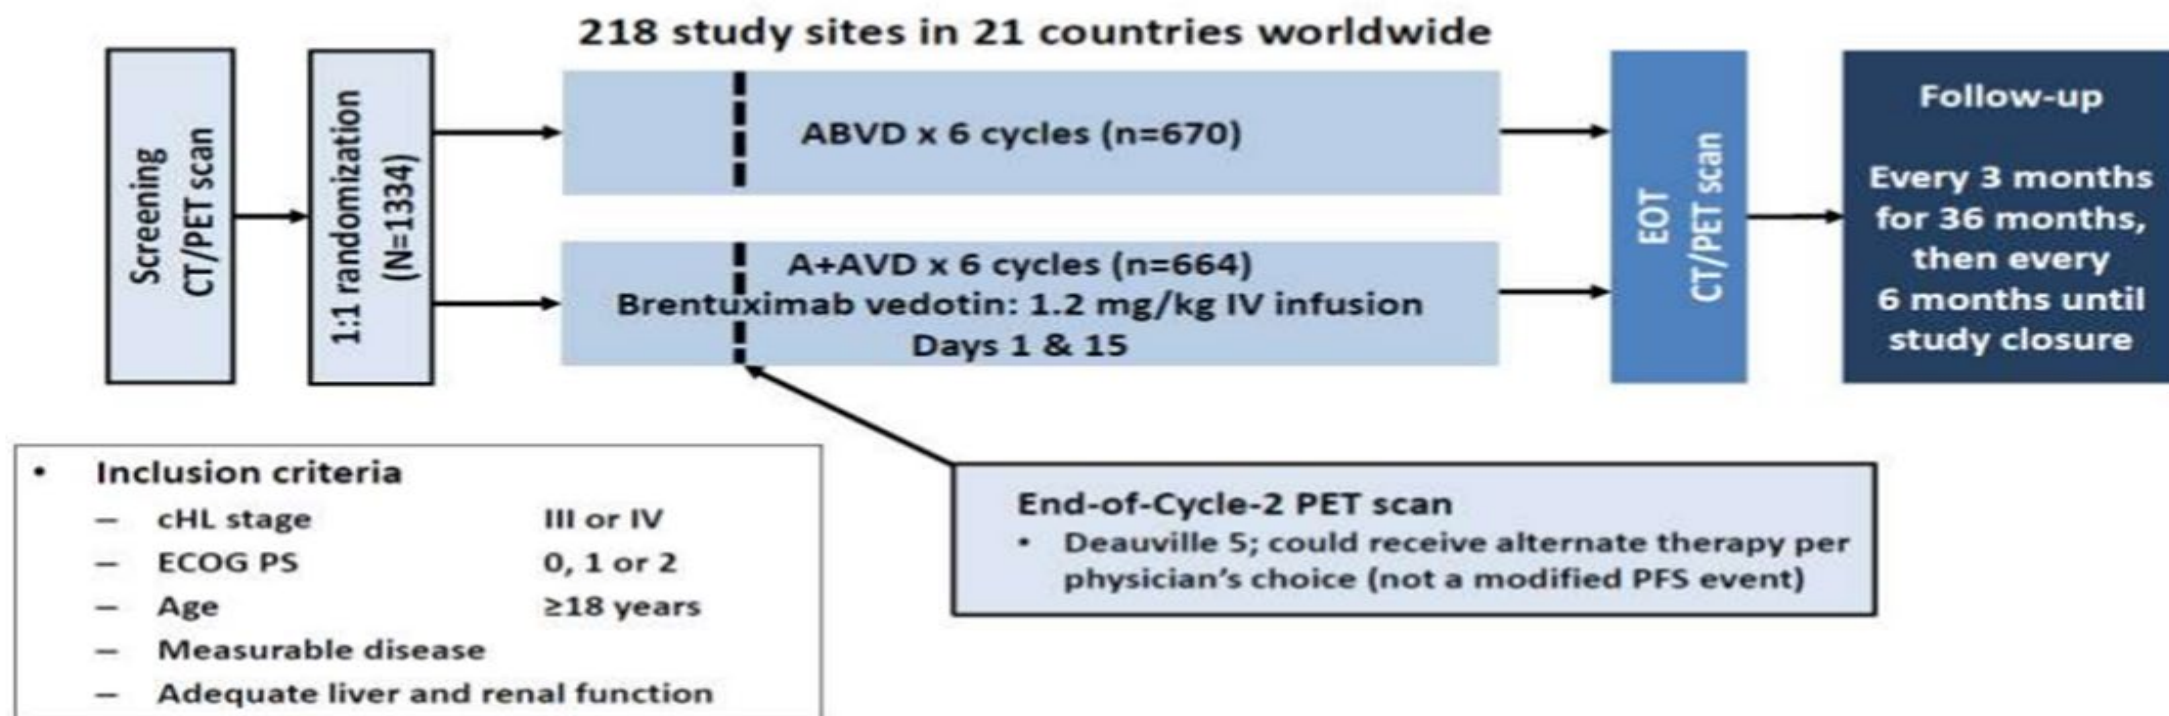 218 study sites in 21 countries worldwide
Screening
CT/PET scan
1:1 randomization
(N=1334)
ABVD x 6 cycles (n=670)
A+AVD x 6 cycles (n=664)
Brentuximab vedotin: 1.2 mg/kg IV infusion
Days 1 & 15
EOT
CT/PET scan
Follow-up
Every 3 months
for 36 months,
then every
6 months until
study closure
• Inclusion criteria
– cHL stage III or IV
– ECOG PS 0, 1 or 2
– Age ≥18 years
– Measurable disease
– Adequate liver and renal function
End-of-Cycle-2 PET scan
• Deauville 5; could receive alternate therapy per
physician's choice (not a modified PFS event)